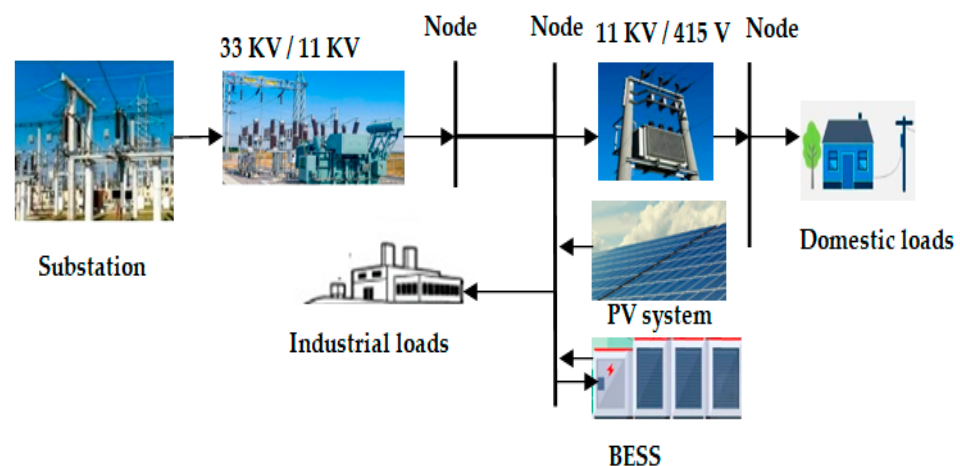 Node
Node
11 KV / 415 V
Node
33 KV / 11 KV
Substation
Domestic loads
PV system
Industrial loads
BESS